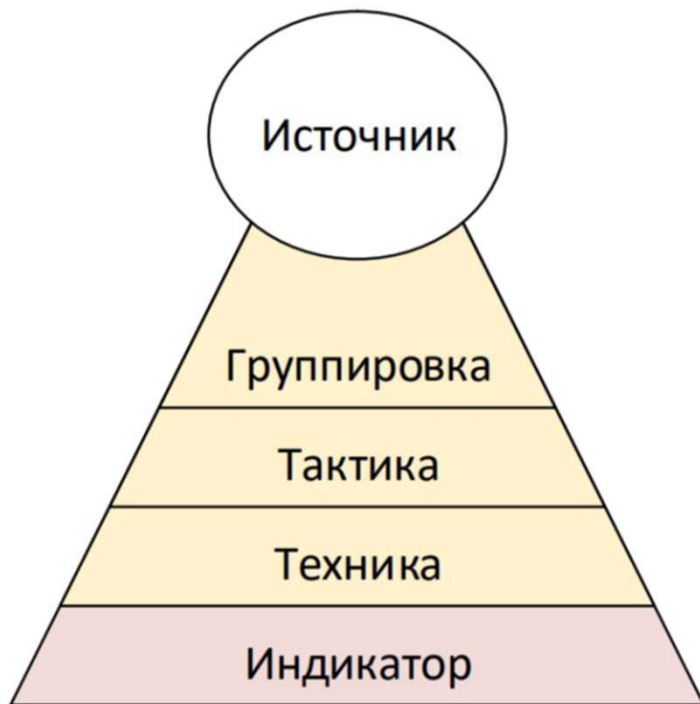 Источник
Группировка
Тактика
Техника
Индикатор